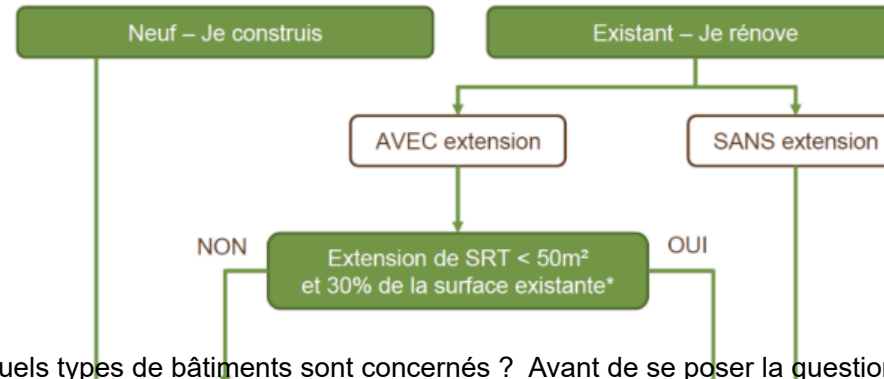 Neuf – Je construis
Existant – Je rénove
AVEC extension
SANS extension
NON
Extension de SRT < 50m²
et 30% de la surface existante*
OUI
uels types de bâtiments sont concernés ? Avant de se poser la question